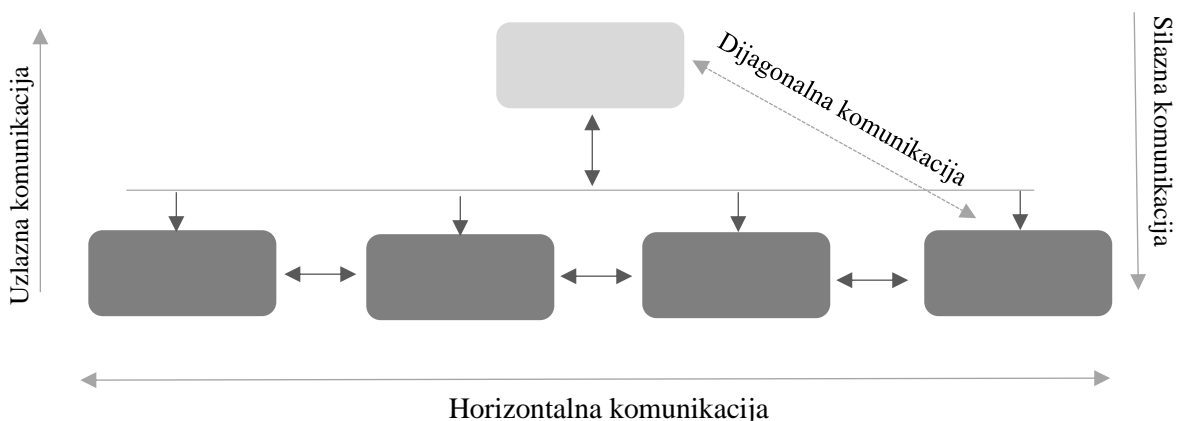 Uzlazna komunikacija
Dijagonalna komunikacija
Silazna komunikacija
Horizontalna komunikacija